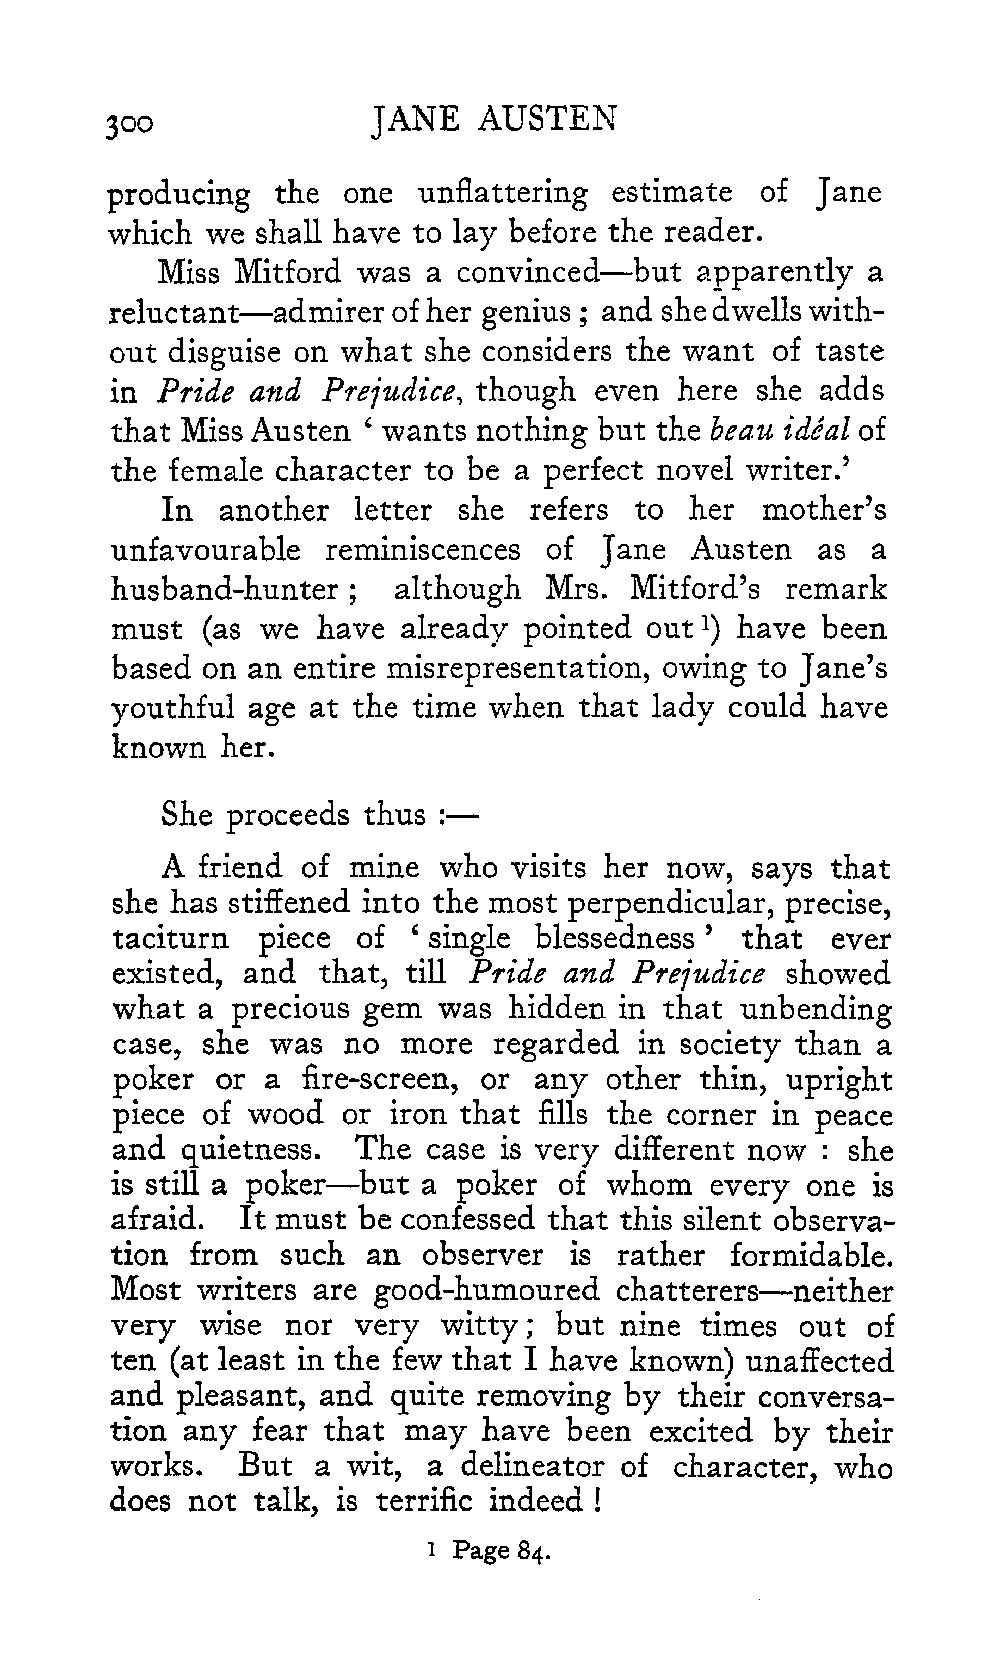 300 JANE AUSTEN
producing the one unflattering estimate of Jane
which we shall have to lay before the reader.
Miss Mitford was a convinced—but apparently a
reluctant—admirer of her genius ; and she dwells with-
out disguise on what she considers the want of taste
in Pride and Prejudice, though even here she adds
that Miss Austen ‘ wants nothing but the beau idéal of
the female character to be a perfect novel writer.’
In another letter she refers to her mother’s
unfavourable reminiscences of Jane Austen as a
husband-hunter ; although Mrs. Mitford’s remark
must (as we have already pointed out ¹) have been
based on an entire misrepresentation, owing to Jane’s
youthful age at the time when that lady could have
known her.
She proceeds thus :—
A friend of mine who visits her now, says that
she has stiffened into the most perpendicular, precise,
taciturn piece of ‘ single blessedness ’ that ever
existed, and that, till Pride and Prejudice showed
what a precious gem was hidden in that unbending
case, she was no more regarded in society than a
poker or a fire-screen, or any other thin, upright
piece of wood or iron that fills the corner in peace
and quietness. The case is very different now : she
is still a poker—but a poker of whom every one is
afraid. It must be confessed that this silent observa-
tion from such an observer is rather formidable.
Most writers are good-humoured chatterers—neither
very wise nor very witty ; but nine times out of
ten (at least in the few that I have known) unaffected
and pleasant, and quite removing by their conversa-
tion any fear that may have been excited by their
works. But a wit, a delineator of character, who
does not talk, is terrific indeed !
¹ Page 84.